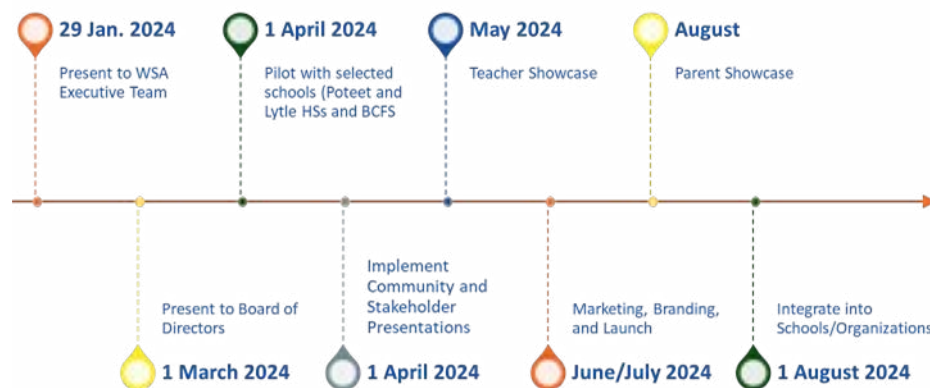 29 Jan. 2024
Present to WSA
Executive Team
1 April 2024
Pilot with selected
schools (Poteet and
Lytle HSs and BCFS
May 2024
Teacher Showcase
August
Parent Showcase
Present to Board of
Directors
1 March 2024
Implement
Community and
Stakeholder
Presentations
1 April 2024
Marketing, Branding,
and Launch
June/July 2024
Integrate into
Schools/Organizations
1 August 2024